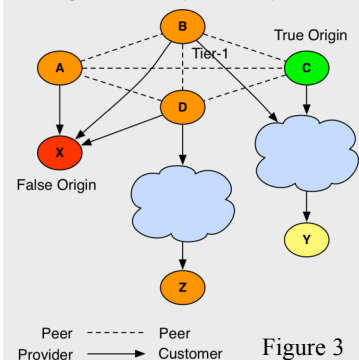 B
True Origin
Tier-1
A
C
D
X
False Origin
Y
Z
Peer Peer
Provider Customer
Figure 3